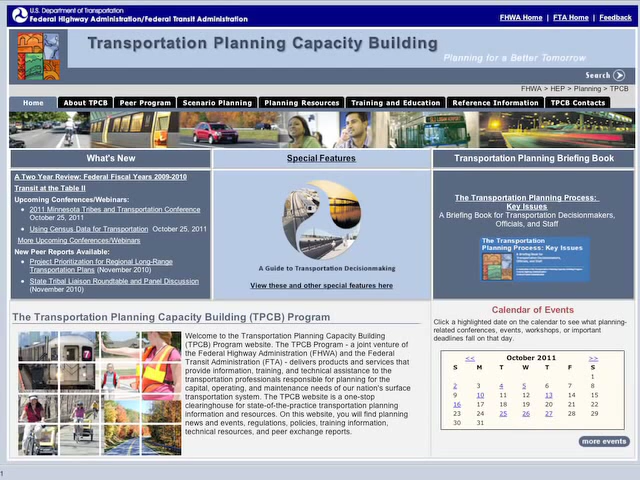 U.S. Department of Transportation
Federal Highway Administration/Federal Transit Administration
FHWA Home | FTA Home | Feedback
Transportation Planning Capacity Building
Planning for a Better Tomorrow
Search
FHWA > HEP > Planning > TPCB
Home
About TPCB
Peer Program
Scenario Planning
Planning Resources
Training and Education
Reference Information
TPCB Contacts
What's New
A Two Year Review: Federal Fiscal Years 2009-2010
Transit at the Table II
Upcoming Conferences/Webinars:
2011 Minnesota Tribes and Transportation Conference
October 25, 2011
Using Census Data for Transportation October 25, 2011
More Upcoming Conferences/Webinars
New Peer Reports Available:
Project Prioritization for Regional Long-Range
Transportation Plans (November 2010)
State Tribal Liaison Roundtable and Panel Discussion
(November 2010)
Special Features
A Guide to Transportation Decisionmaking
View these and other special features here
Transportation Planning Briefing Book
The Transportation Planning Process:
Key Issues
A Briefing Book for Transportation Decisionmakers,
Officials, and Staff
The Transportation
Planning Process: Key Issues
The Transportation Planning Capacity Building (TPCB) Program
7
Welcome to the Transportation Planning Capacity Building
(TPCB) Program website. The TPCB Program - a joint venture of
the Federal Highway Administration (FHWA) and the Federal
Transit Administration (FTA) - delivers products and services that
provide information, training, and technical assistance to the
transportation professionals responsible for planning for the
capital, operating, and maintenance needs of our nation's surface
transportation system. The TPCB website is a one-stop
clearinghouse for state-of-the-practice transportation planning
information and resources. On this website, you will find planning
news and events, regulations, policies, training information,
technical resources, and peer exchange reports.
Calendar of Events
Click a highlighted date on the calendar to see what planning-
related conferences, events, workshops, or important
deadlines fall on that day.
<< October 2011 >>
S M T W T F S
1
2 3 4 5 6 7 8
9 10 11 12 13 14 15
16 17 18 19 20 21 22
23 24 25 26 27 28 29
30 31
more events
1